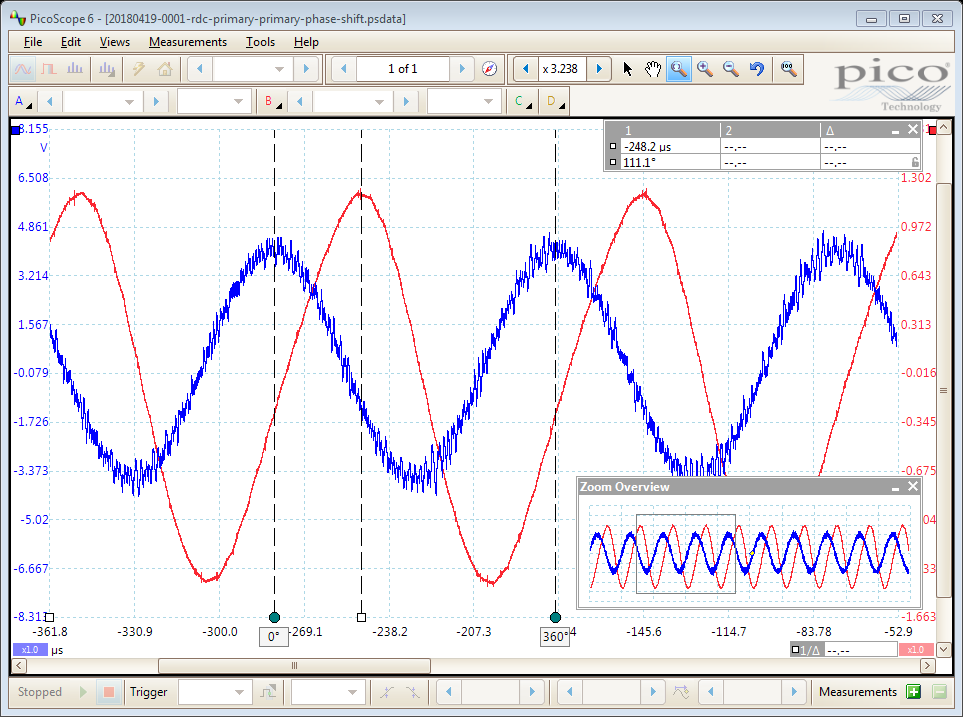 PicoScope 6 - [20180419-0001-rdc-primary-primary-phase-shift.psdata]
File Edit Views Measurements Tools Help
1 of 1 x 3.238
pico
Technology
A B C D
8.155
V
6.508
4.861
3.214
1.567
-0.079
-1.726
-3.373
-5.02
-6.667
-8.313
1 2 Δ
-248.2 µs --.-- --.--
111.1° --.-- --.--
1.302
0.972
0.643
0.313
-0.016
-0.345
-0.675
04
33
-1.663
Zoom Overview
-361.8 -330.9 -300.0 -269.1 -238.2 -207.3 4 -145.6 -114.7 -83.78 -52.9
0° 360°
x1.0 µs
1/Δ --.-- x1.0
Stopped Trigger Measurements